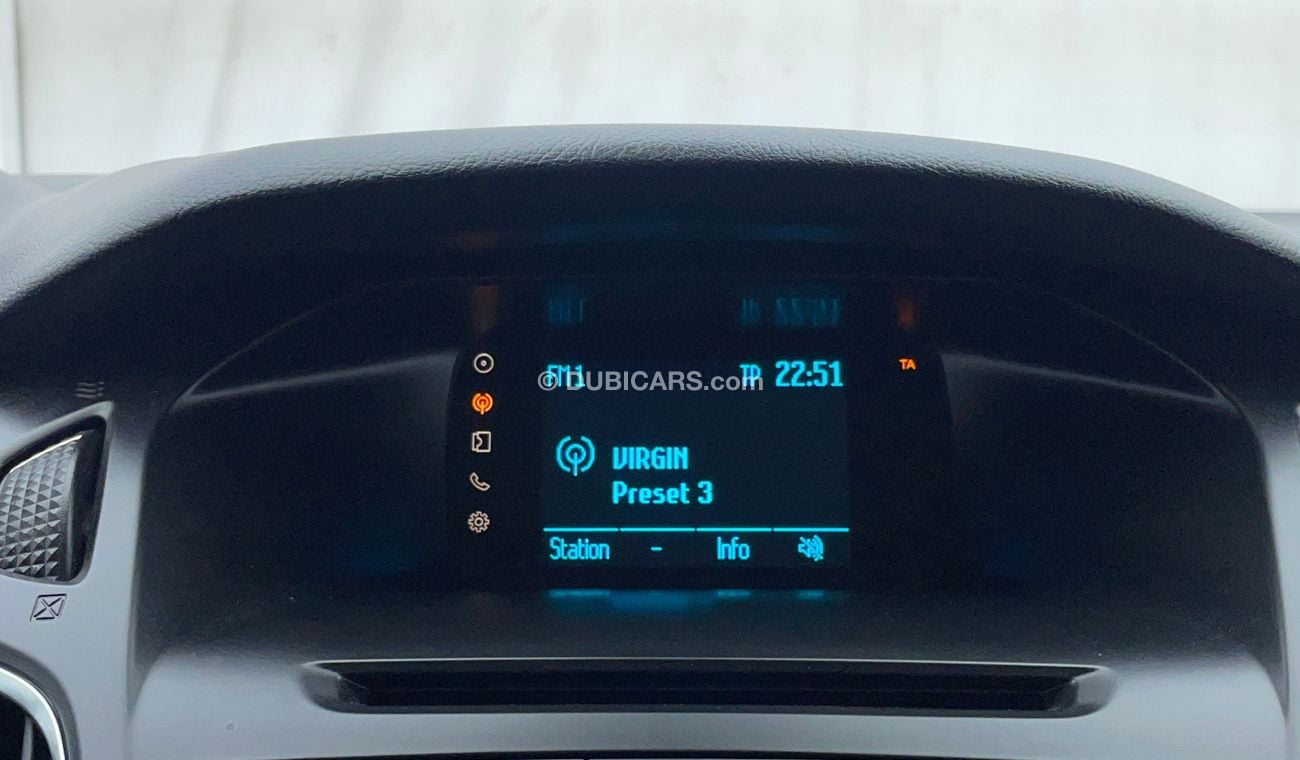 FM1 TP 22:51 TA
© DUBICARS.com
VIRGIN
Preset 3
Station - Info